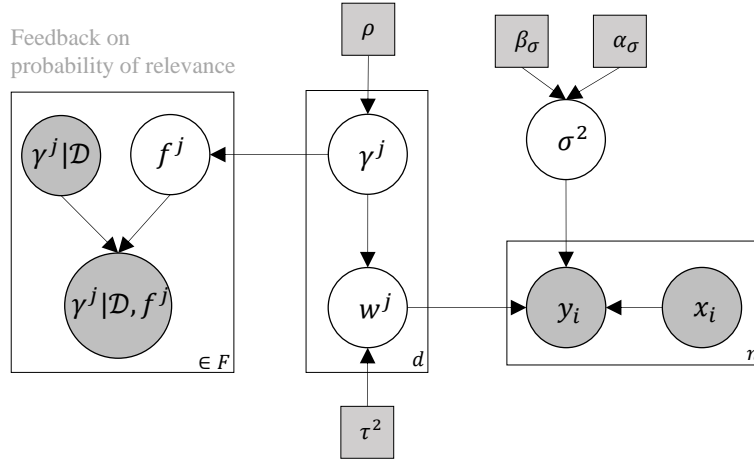 Feedback on
probability of relevance
ρ
β_σ
α_σ
γ^j|𝒟
f^j
γ^j
σ^2
γ^j|𝒟, f^j
w^j
y_i
x_i
∈ F
d
τ^2